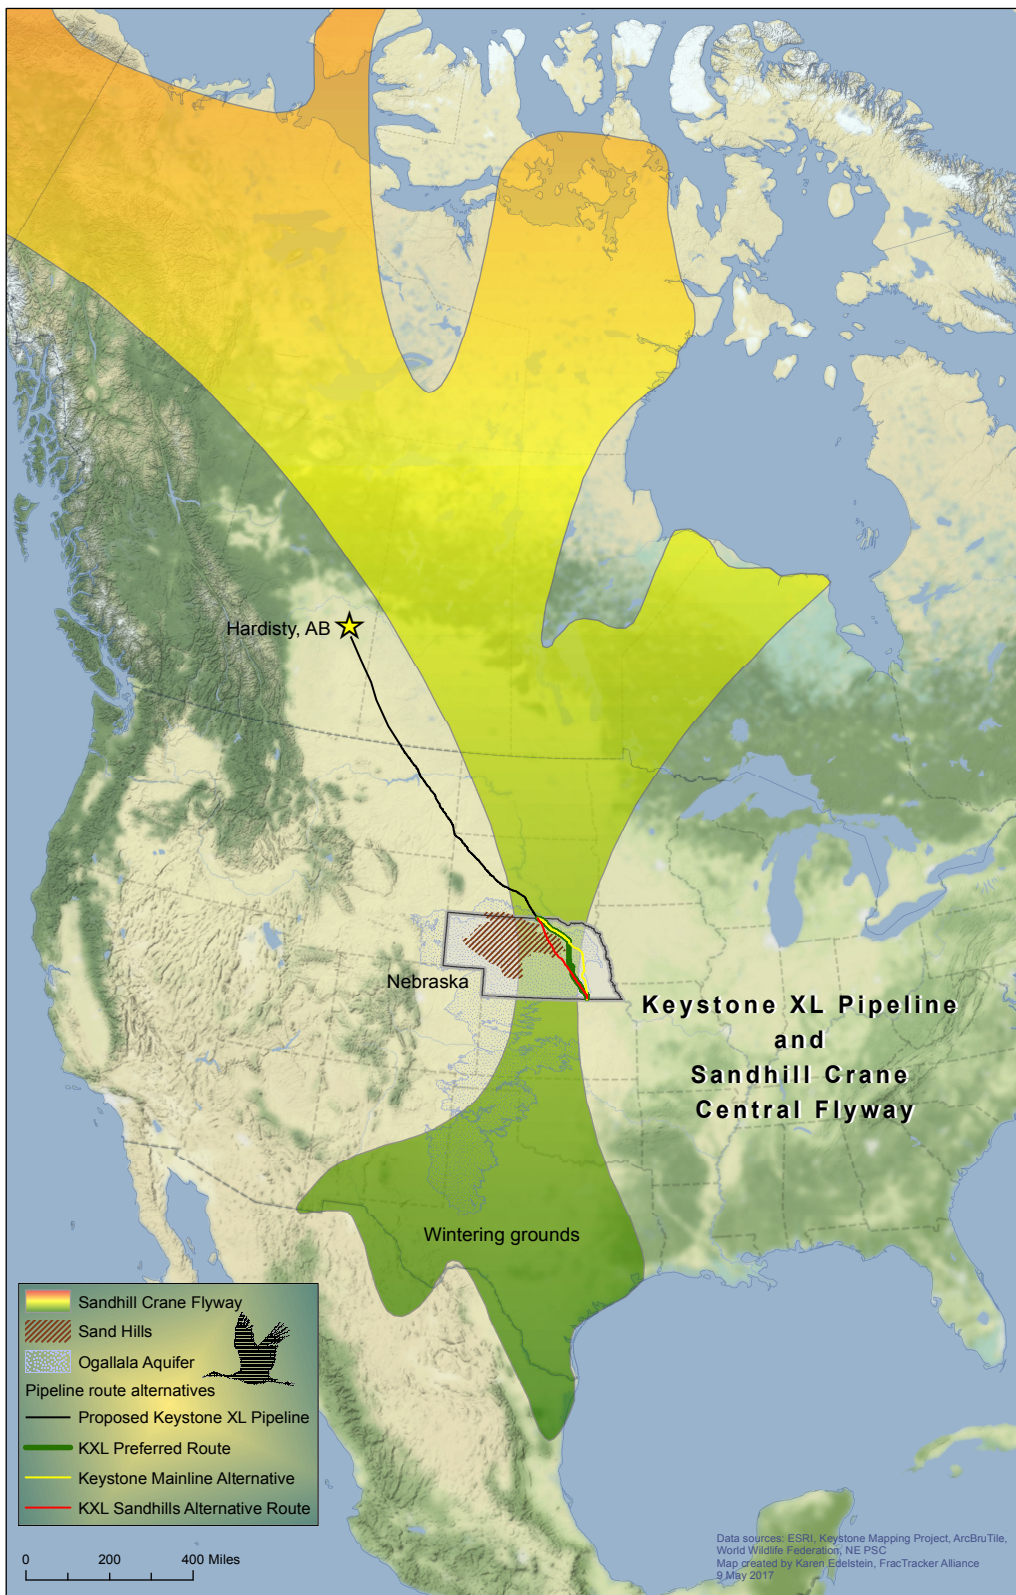 Hardisty, AB
Nebraska
Keystone XL Pipeline
and
Sandhill Crane
Central Flyway
Wintering grounds
Sandhill Crane Flyway
Sand Hills
Ogallala Aquifer
Pipeline route alternatives
Proposed Keystone XL Pipeline
KXL Preferred Route
Keystone Mainline Alternative
KXL Sandhills Alternative Route
0 200 400 Miles
Data sources: ESRI, Keystone Mapping Project, ArcBruTile,
World Wildlife Federation, NE PSC
Map created by Karen Edelstein, FracTracker Alliance
9 May 2017